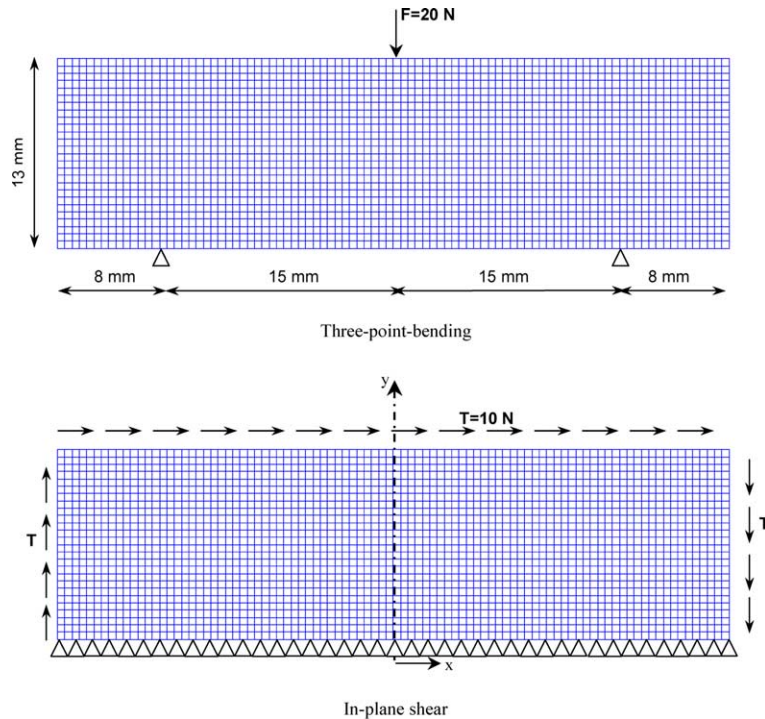 F=20 N
13 mm
8 mm
15 mm
15 mm
8 mm
Three-point-bending
y
T=10 N
T
T
x
In-plane shear